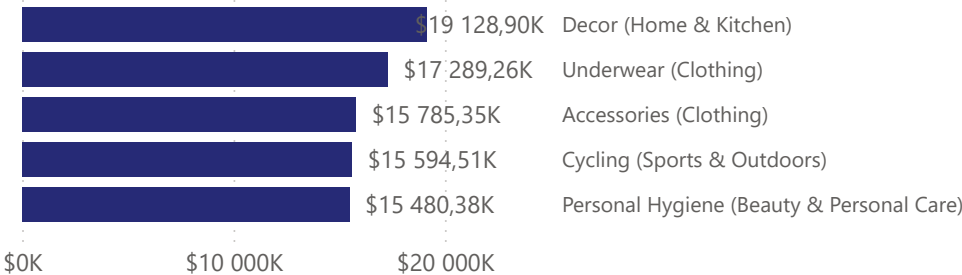 $19 128,90K Decor (Home & Kitchen)
$17 289,26K Underwear (Clothing)
$15 785,35K Accessories (Clothing)
$15 594,51K Cycling (Sports & Outdoors)
$15 480,38K Personal Hygiene (Beauty & Personal Care)
$0K $10 000K $20 000K